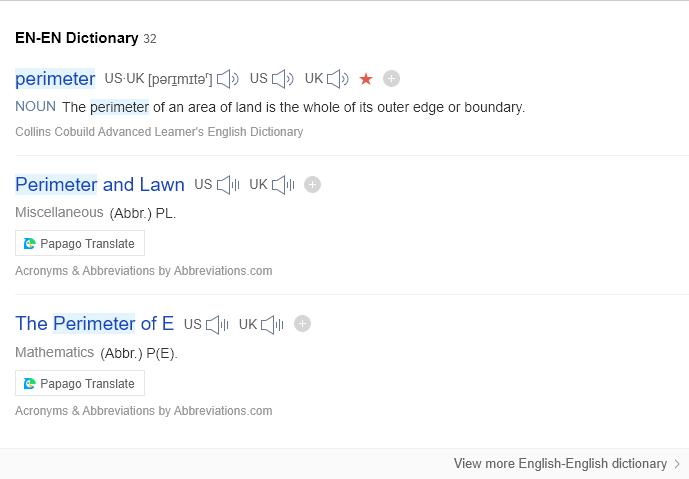 EN-EN Dictionary 32
perimeter US·UK [pərɪmɪtəʳ] US UK
NOUN The perimeter of an area of land is the whole of its outer edge or boundary.
Collins Cobuild Advanced Learner's English Dictionary
Perimeter and Lawn US UK
Miscellaneous (Abbr.) PL.
Papago Translate
Acronyms & Abbreviations by Abbreviations.com
The Perimeter of E US UK
Mathematics (Abbr.) P(E).
Papago Translate
Acronyms & Abbreviations by Abbreviations.com
View more English-English dictionary